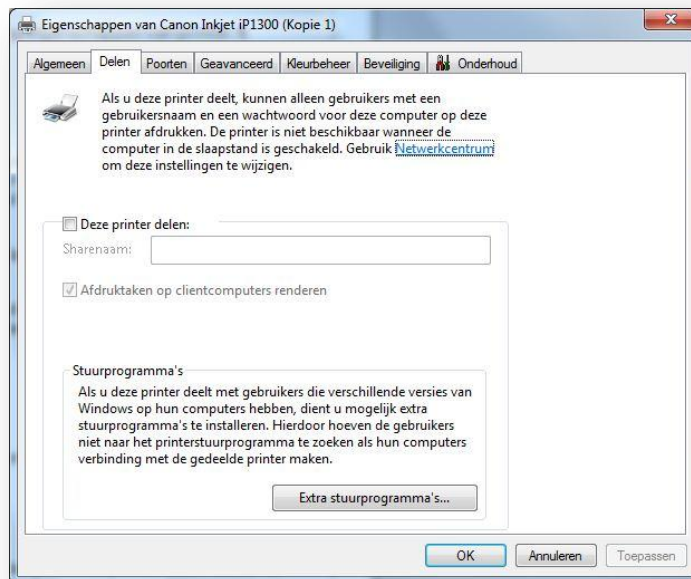 Eigenschappen van Canon Inkjet iP1300 (Kopie 1)
Algemeen Delen Poorten Geavanceerd Kleurbeheer Beveiliging Onderhoud
Als u deze printer deelt, kunnen alleen gebruikers met een
gebruikersnaam en een wachtwoord voor deze computer op deze
printer afdrukken. De printer is niet beschikbaar wanneer de
computer in de slaapstand is geschakeld. Gebruik Netwerkcentrum
om deze instellingen te wijzigen.
Deze printer delen:
Sharenaam:
Afdruktaken op clientcomputers renderen
Stuurprogramma's
Als u deze printer deelt met gebruikers die verschillende versies van
Windows op hun computers hebben, dient u mogelijk extra
stuurprogramma's te installeren. Hierdoor hoeven de gebruikers
niet naar het printerstuurprogramma te zoeken als hun computers
verbinding met de gedeelde printer maken.
Extra stuurprogramma's...
OK Annuleren Toepassen